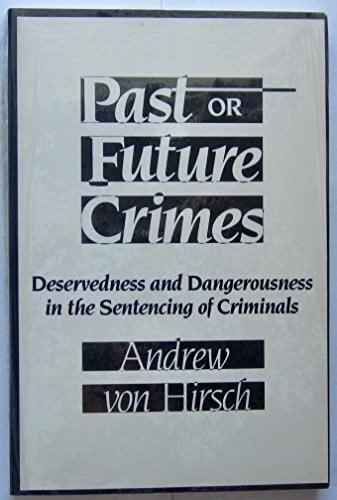 Past OR
Future
Crimes
Deservedness and Dangerousness
in the Sentencing of Criminals
Andrew
von Hirsch